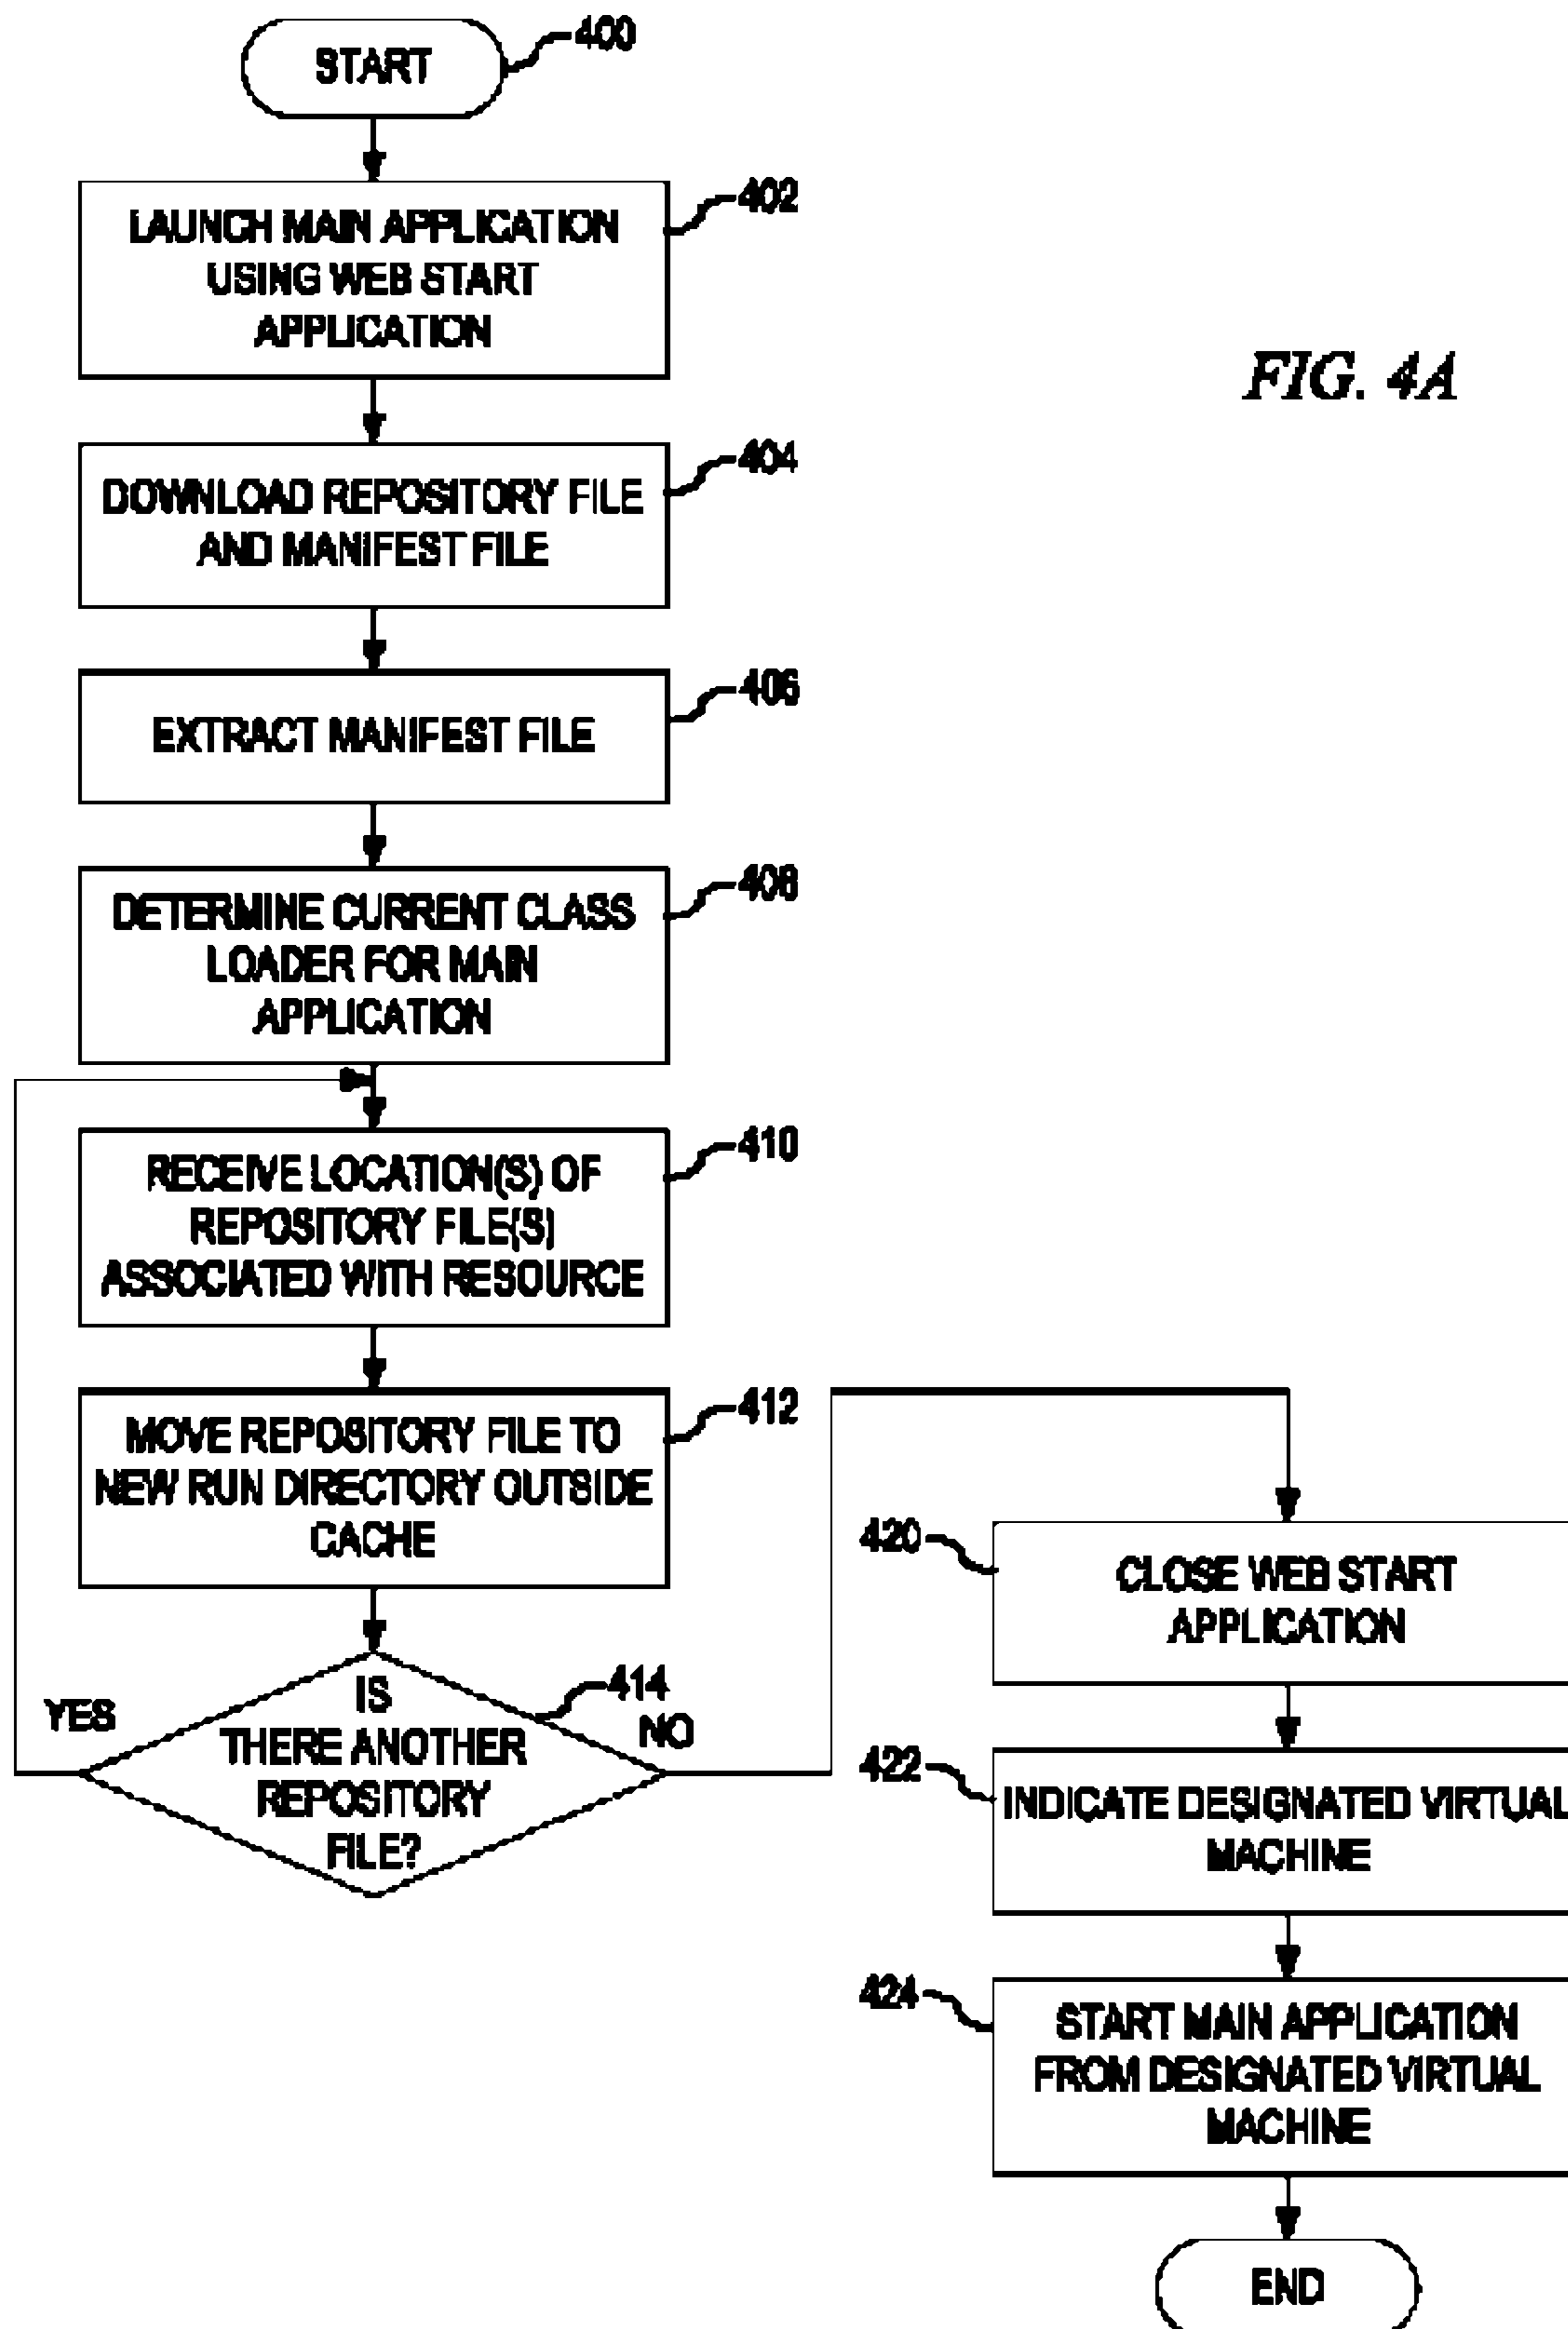 START
400
LAUNCH MAIN APPLICATION
USING WEB START
APPLICATION
402
FIG. 4A
DOWNLOAD REPOSITORY FILE
AND MANIFEST FILE
404
EXTRACT MANIFEST FILE
406
DETERMINE CURRENT CLASS
LOADER FOR MAIN
APPLICATION
408
RECEIVE LOCATION(S) OF
REPOSITORY FILE(S)
ASSOCIATED WITH RESOURCE
410
MOVE REPOSITORY FILE TO
NEW RUN DIRECTORY OUTSIDE
CACHE
412
IS
THERE ANOTHER
REPOSITORY
FILE?
414
YES
NO
420
CLOSE WEB START
APPLICATION
422
INDICATE DESIGNATED VIRTUAL
MACHINE
424
START MAIN APPLICATION
FROM DESIGNATED VIRTUAL
MACHINE
END